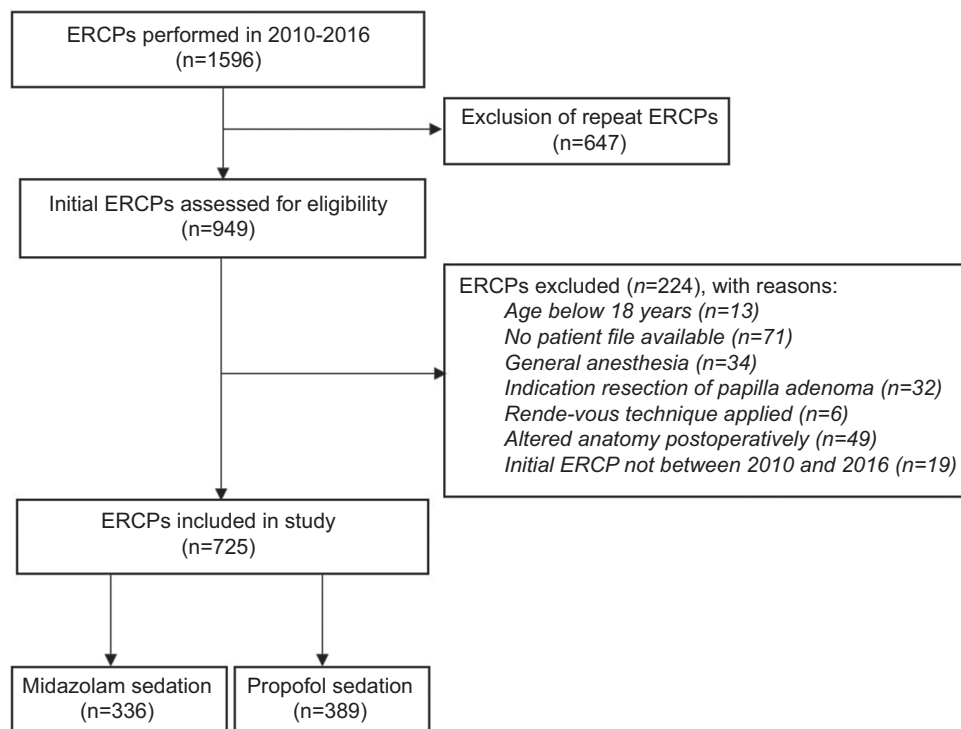 ERCPs performed in 2010-2016
(n=1596)
Exclusion of repeat ERCPs
(n=647)
Initial ERCPs assessed for eligibility
(n=949)
ERCPs excluded (n=224), with reasons:
Age below 18 years (n=13)
No patient file available (n=71)
General anesthesia (n=34)
Indication resection of papilla adenoma (n=32)
Rende-vous technique applied (n=6)
Altered anatomy postoperatively (n=49)
Initial ERCP not between 2010 and 2016 (n=19)
ERCPs included in study
(n=725)
Midazolam sedation
(n=336)
Propofol sedation
(n=389)